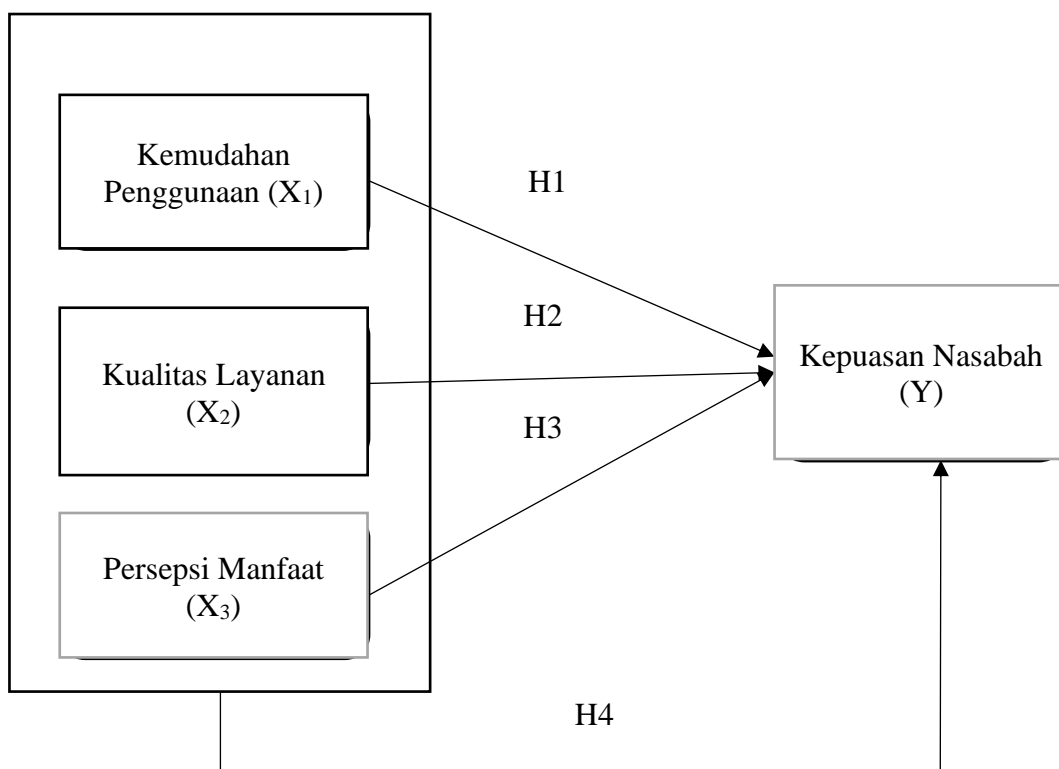 Kemudahan
Penggunaan (X₁)
H1
H2
Kualitas Layanan
(X₂)
Kepuasan Nasabah
(Y)
H3
Persepsi Manfaat
(X₃)
H4